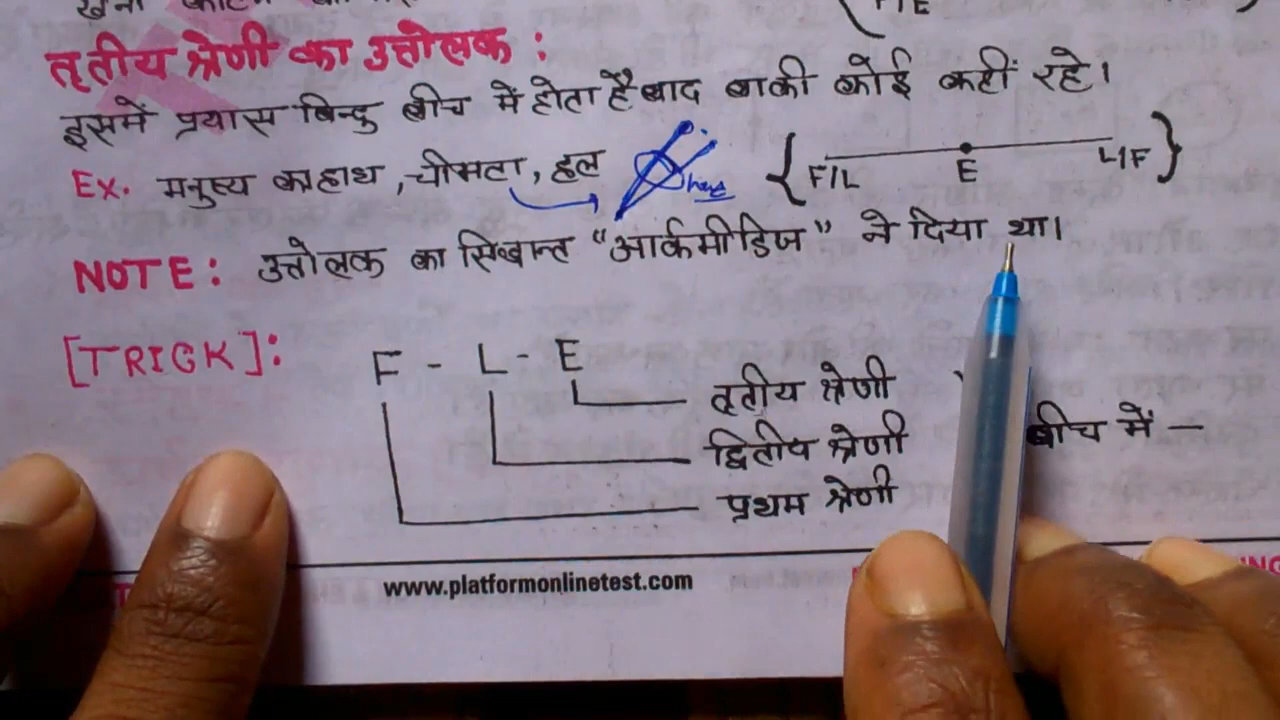 F/E
तृतीय श्रेणी का उत्तोलक :
इसमें प्रयास बिन्दु बीच में होता है बाद बाकी कोई कहीं रहे।
Ex. मनुष्य का हाथ , चीमटा , हल
F/L E L/F
NOTE : उत्तोलक का सिद्धान्त "आर्कमीडिज" ने दिया था।
[TRICK] : F - L - E
तृतीय श्रेणी
द्वितीय श्रेणी बीच में —
प्रथम श्रेणी
www.platformonlinetest.com